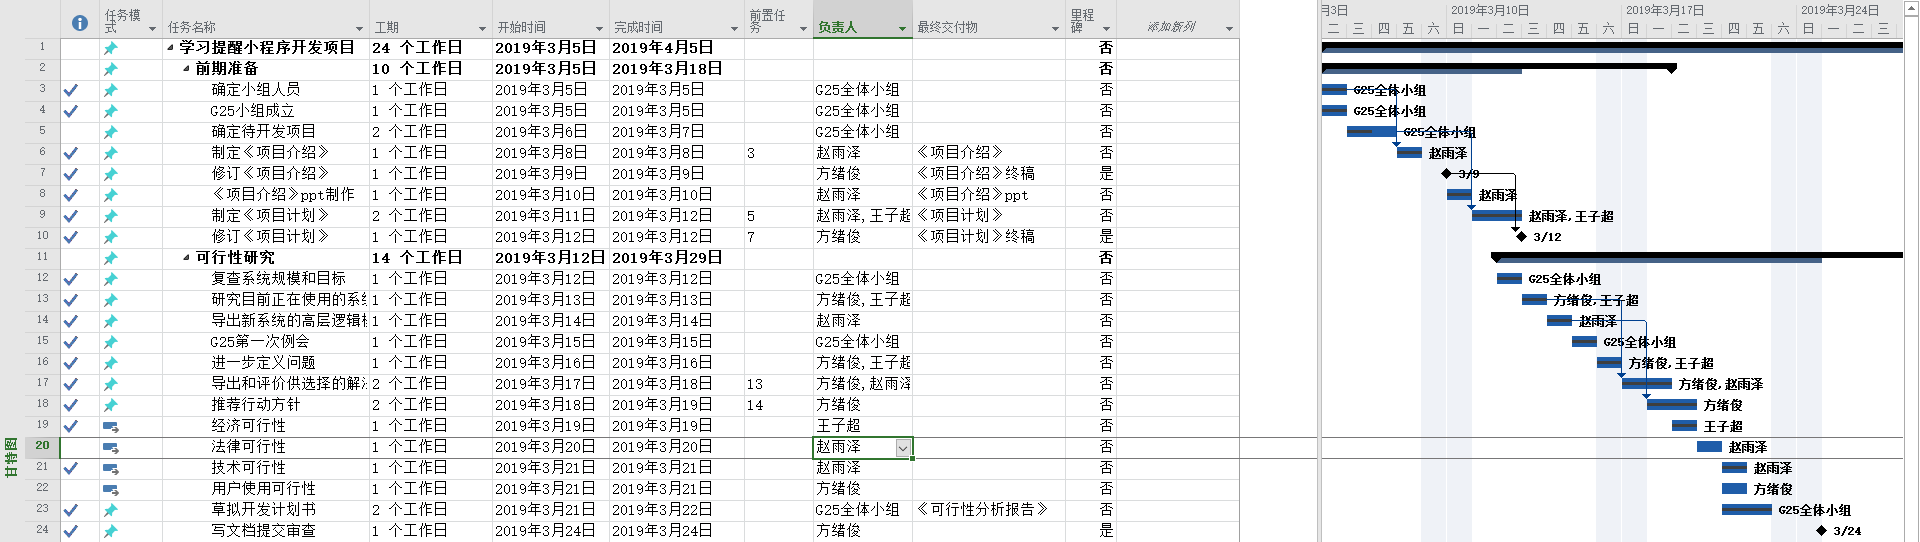 任务模式 任务名称 工期 开始时间 完成时间 前置任务 负责人 最终交付物 里程碑 添加新列
月3日 2019年3月10日 2019年3月17日 2019年3月24日
二 三 四 五 六 日 一 二 三 四 五 六 日 一 二 三 四 五 六 日 一 二 三
1 学习提醒小程序开发项目 24 个工作日 2019年3月5日 2019年4月5日 否
2 前期准备 10 个工作日 2019年3月5日 2019年3月18日 否
3 确定小组人员 1 个工作日 2019年3月5日 2019年3月5日 G25全体小组 否 G25全体小组
4 G25小组成立 1 个工作日 2019年3月5日 2019年3月5日 G25全体小组 否 G25全体小组
5 确定待开发项目 2 个工作日 2019年3月6日 2019年3月7日 G25全体小组 否 G25全体小组
6 制定《项目介绍》 1 个工作日 2019年3月8日 2019年3月8日 3 赵雨泽 《项目介绍》 否 赵雨泽
7 修订《项目介绍》 1 个工作日 2019年3月9日 2019年3月9日 方绪俊 《项目介绍》终稿 是 3/9
8 《项目介绍》ppt制作 1 个工作日 2019年3月10日 2019年3月10日 赵雨泽 《项目介绍》ppt 否 赵雨泽
9 制定《项目计划》 2 个工作日 2019年3月11日 2019年3月12日 5 赵雨泽,王子超 《项目计划》 否 赵雨泽,王子超
10 修订《项目计划》 1 个工作日 2019年3月12日 2019年3月12日 7 方绪俊 《项目计划》终稿 是 3/12
11 可行性研究 14 个工作日 2019年3月12日 2019年3月29日 否
12 复查系统规模和目标 1 个工作日 2019年3月12日 2019年3月12日 G25全体小组 否 G25全体小组
13 研究目前正在使用的系 1 个工作日 2019年3月13日 2019年3月13日 方绪俊,王子超 否 方绪俊,王子超
14 导出新系统的高层逻辑 1 个工作日 2019年3月14日 2019年3月14日 赵雨泽 否 赵雨泽
15 G25第一次例会 1 个工作日 2019年3月15日 2019年3月15日 G25全体小组 否 G25全体小组
16 进一步定义问题 1 个工作日 2019年3月16日 2019年3月16日 方绪俊,王子超 否 方绪俊,王子超
17 导出和评价供选择的解 2 个工作日 2019年3月17日 2019年3月18日 13 方绪俊,赵雨泽 否 方绪俊,赵雨泽
18 推荐行动方针 2 个工作日 2019年3月18日 2019年3月19日 14 方绪俊 否 方绪俊
19 经济可行性 1 个工作日 2019年3月19日 2019年3月19日 王子超 否 王子超
20 法律可行性 1 个工作日 2019年3月20日 2019年3月20日 赵雨泽 否 赵雨泽
21 技术可行性 1 个工作日 2019年3月21日 2019年3月21日 赵雨泽 否 赵雨泽
22 用户使用可行性 1 个工作日 2019年3月21日 2019年3月21日 方绪俊 否 方绪俊
23 草拟开发计划书 2 个工作日 2019年3月21日 2019年3月22日 G25全体小组 《可行性分析报告》 否 G25全体小组
24 写文档提交审查 1 个工作日 2019年3月24日 2019年3月24日 方绪俊 是 3/24
甘特图